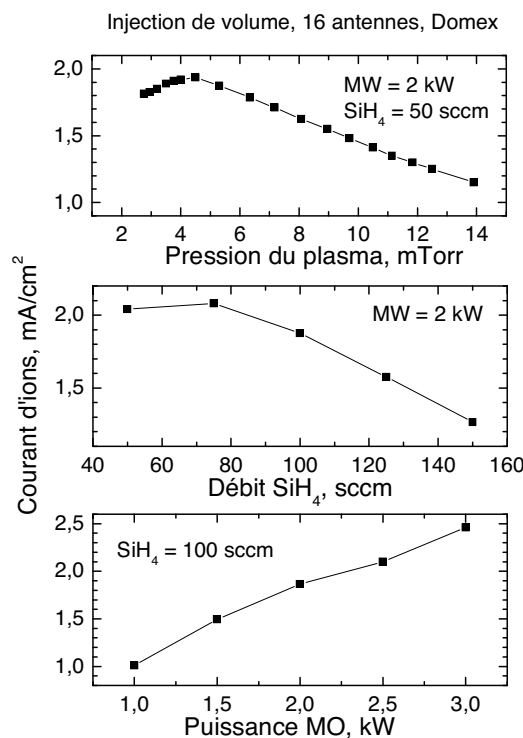 Injection de volume, 16 antennes, Domex
Courant d'ions, mA/cm²
2,0
1,5
1,0
MW = 2 kW
SiH₄ = 50 sccm
2 4 6 8 10 12 14
Pression du plasma, mTorr
2,0
1,5
MW = 2 kW
40 60 80 100 120 140 160
Débit SiH₄, sccm
2,5
2,0
1,5
1,0
SiH₄ = 100 sccm
1,0 1,5 2,0 2,5 3,0
Puissance MO, kW